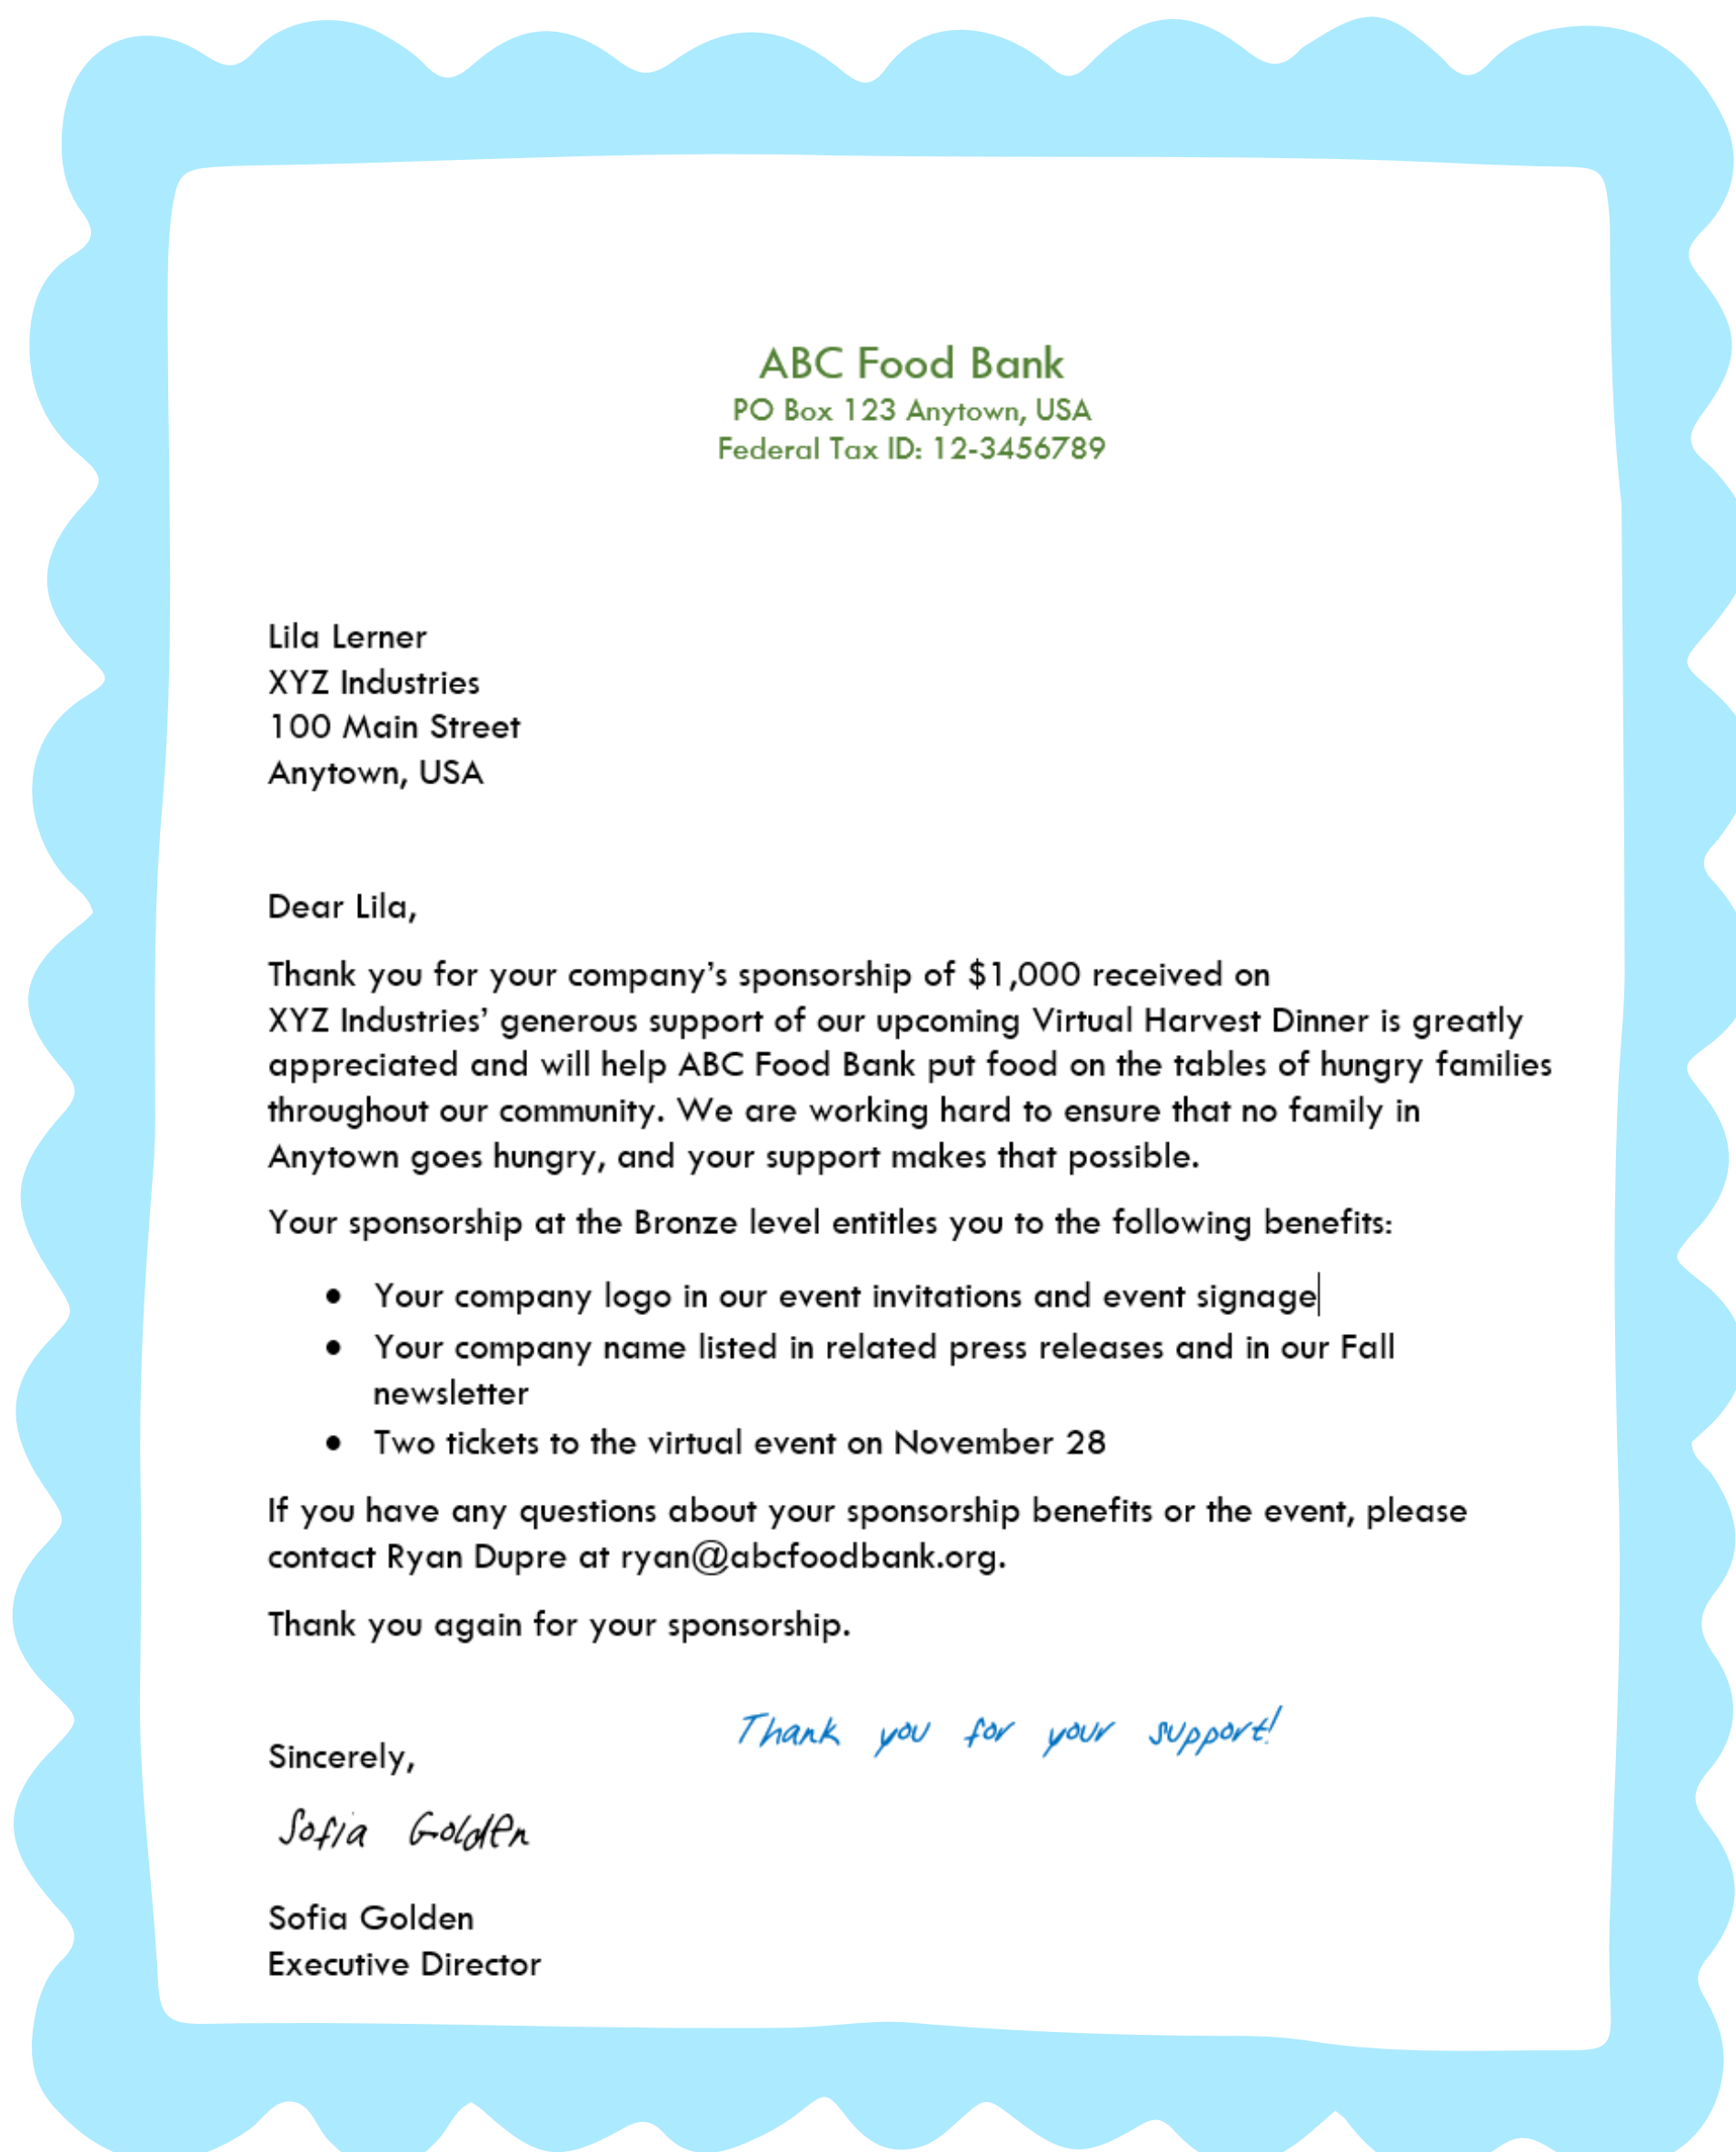 ABC Food Bank
PO Box 123 Anytown, USA
Federal Tax ID: 12-3456789
Lila Lerner
XYZ Industries
100 Main Street
Anytown, USA
Dear Lila,
Thank you for your company’s sponsorship of $1,000 received on
XYZ Industries’ generous support of our upcoming Virtual Harvest Dinner is greatly
appreciated and will help ABC Food Bank put food on the tables of hungry families
throughout our community. We are working hard to ensure that no family in
Anytown goes hungry, and your support makes that possible.
Your sponsorship at the Bronze level entitles you to the following benefits:
• Your company logo in our event invitations and event signage
• Your company name listed in related press releases and in our Fall
newsletter
• Two tickets to the virtual event on November 28
If you have any questions about your sponsorship benefits or the event, please
contact Ryan Dupre at ryan@abcfoodbank.org.
Thank you again for your sponsorship.
Thank you for your support!
Sincerely,
Sofia Golden
Sofia Golden
Executive Director